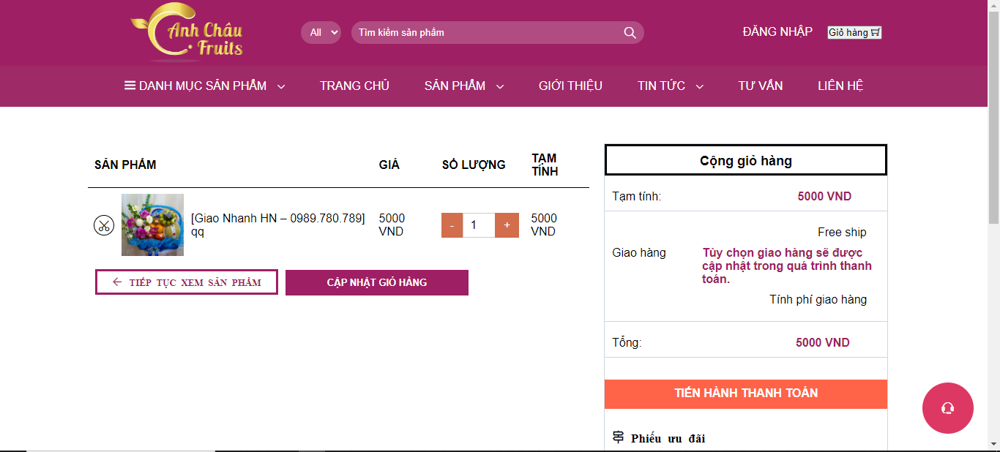 Anh Châu
Fruits
All
Tìm kiếm sản phẩm
ĐĂNG NHẬP
Giỏ hàng
DANH MỤC SẢN PHẨM
TRANG CHỦ
SẢN PHẨM
GIỚI THIỆU
TIN TỨC
TƯ VẤN
LIÊN HỆ
SẢN PHẨM
GIÁ
SỐ LƯỢNG
TẠM
TÍNH
[Giao Nhanh HN – 0989.780.789]
qq
5000
VND
- 1 +
5000
VND
TIẾP TỤC XEM SẢN PHẨM
CẬP NHẬT GIỎ HÀNG
Cộng giỏ hàng
Tạm tính: 5000 VND
Free ship
Giao hàng
Tùy chọn giao hàng sẽ được
cập nhật trong quá trình thanh
toán.
Tính phí giao hàng
Tổng: 5000 VND
TIẾN HÀNH THANH TOÁN
Phiếu ưu đãi